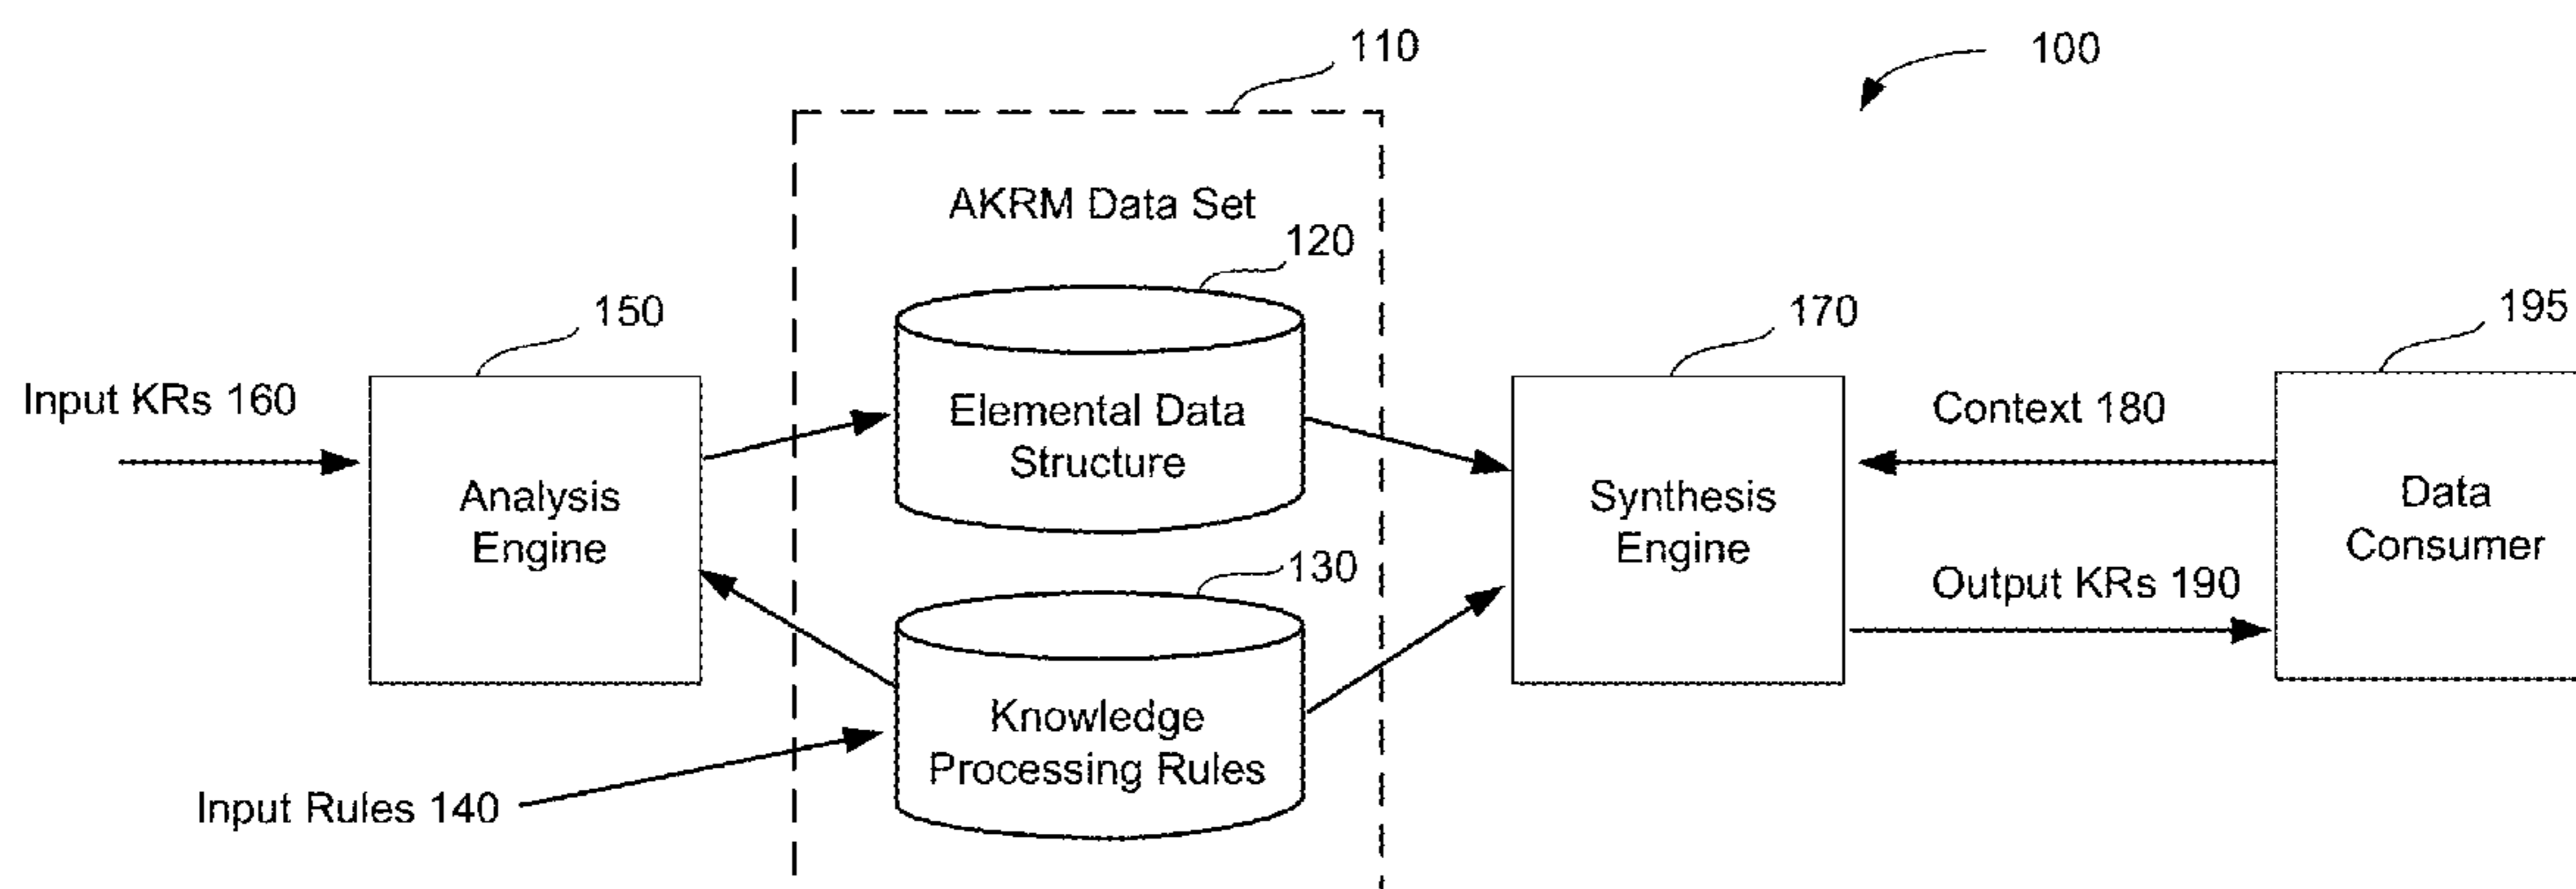 110
100
AKRM Data Set
120
150
170
195
Input KRs 160
Elemental Data
Structure
Context 180
Analysis
Engine
Synthesis
Engine
Data
Consumer
130
Output KRs 190
Knowledge
Processing Rules
Input Rules 140